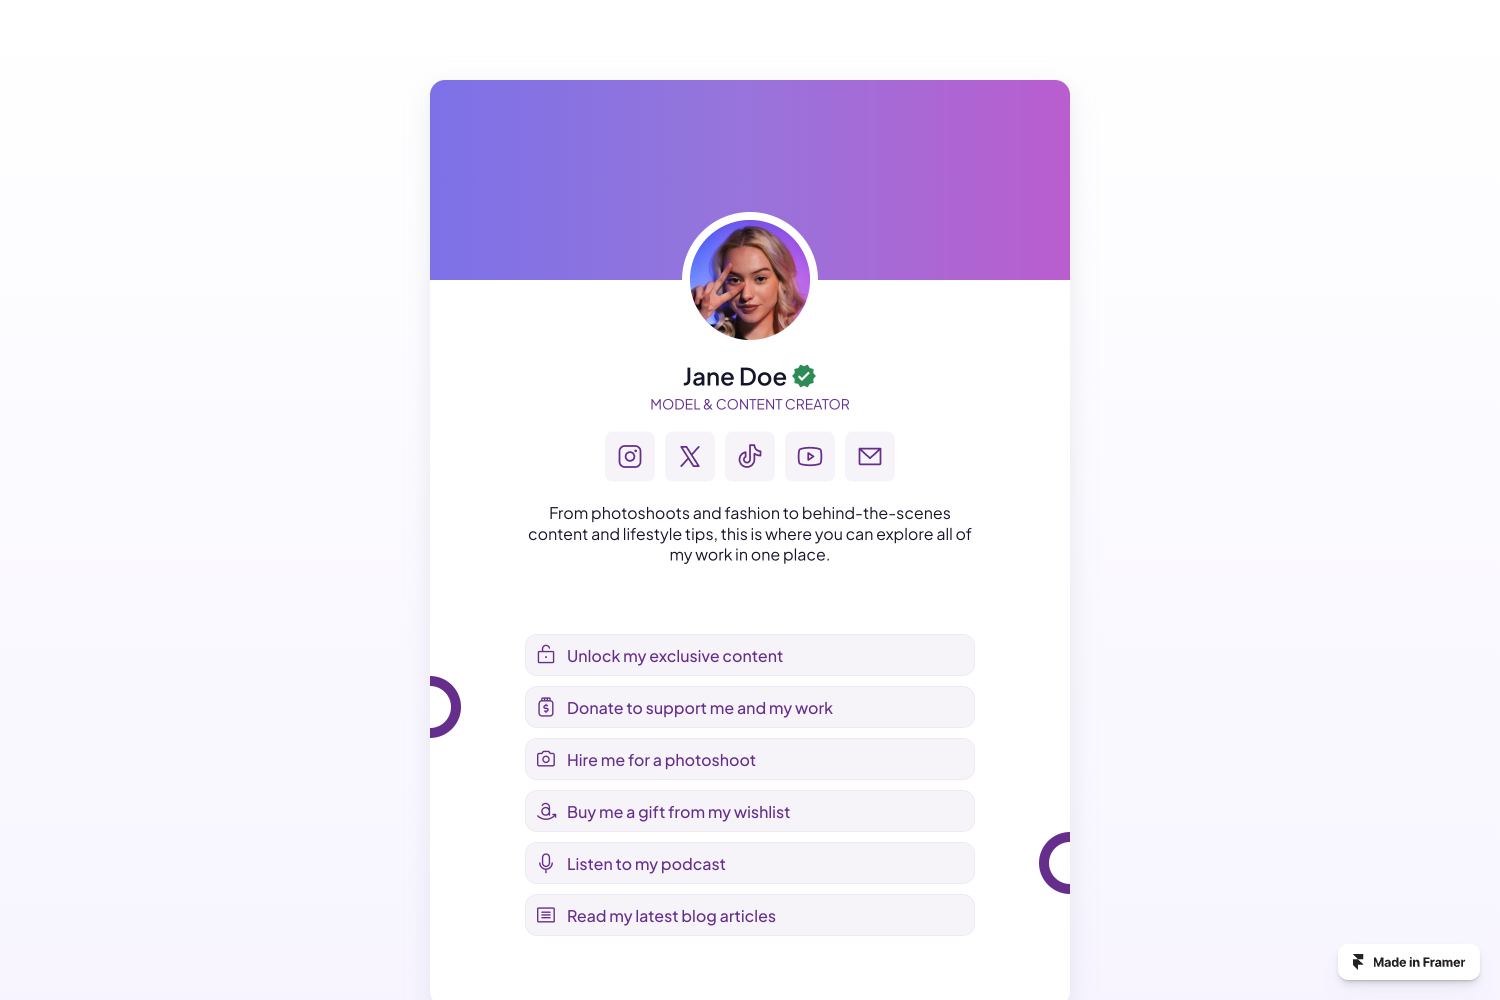 Jane Doe
MODEL & CONTENT CREATOR
From photoshoots and fashion to behind-the-scenes
content and lifestyle tips, this is where you can explore all of
my work in one place.
Unlock my exclusive content
Donate to support me and my work
Hire me for a photoshoot
Buy me a gift from my wishlist
Listen to my podcast
Read my latest blog articles
Made in Framer